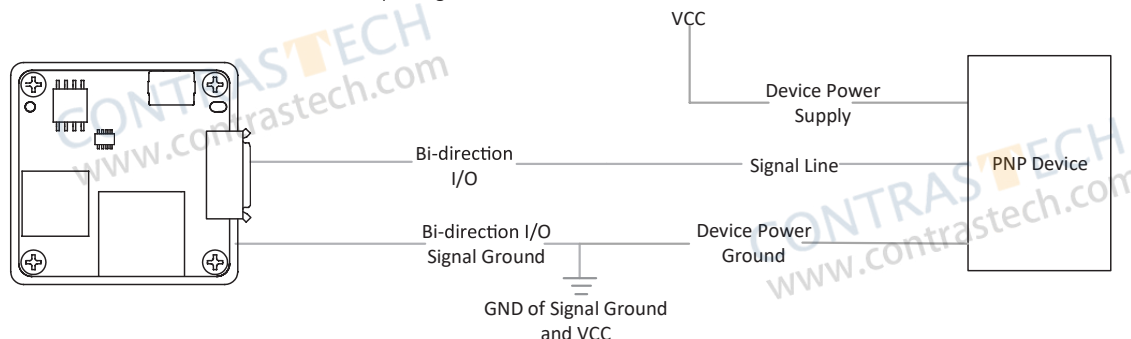 VCC
CONTRASTECH
www.contrastech.com
Device Power
Supply
Bi-direction
I/O
Signal Line
PNP Device
CONTRASTECH
www.contrastech.com
Bi-direction I/O
Signal Ground
Device Power
Ground
GND of Signal Ground
and VCC